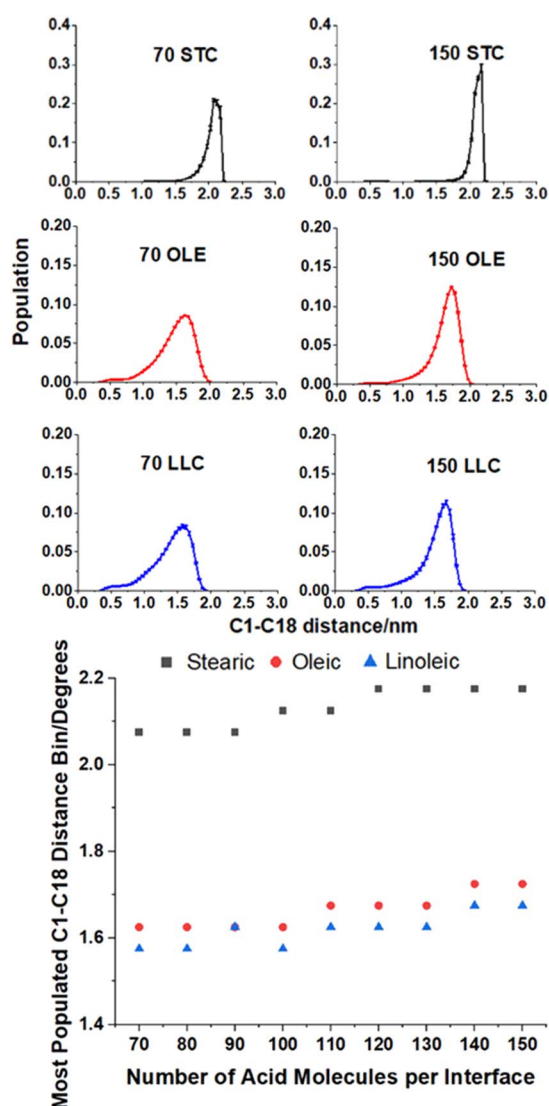 70 STC
150 STC
0.4
0.3
0.2
0.1
0.0
0.0 0.5 1.0 1.5 2.0 2.5 3.0
0.4
0.3
0.2
0.1
0.0
0.0 0.5 1.0 1.5 2.0 2.5 3.0
Population
70 OLE
150 OLE
0.20
0.15
0.10
0.05
0.00
0.0 0.5 1.0 1.5 2.0 2.5 3.0
0.20
0.15
0.10
0.05
0.00
0.0 0.5 1.0 1.5 2.0 2.5 3.0
70 LLC
150 LLC
0.20
0.15
0.10
0.05
0.00
0.0 0.5 1.0 1.5 2.0 2.5 3.0
0.20
0.15
0.10
0.05
0.00
0.0 0.5 1.0 1.5 2.0 2.5 3.0
C1-C18 distance/nm
Stearic Oleic Linoleic
Most Populated C1-C18 Distance Bin/Degrees
2.2
2.0
1.8
1.6
1.4
70 80 90 100 110 120 130 140 150
Number of Acid Molecules per Interface